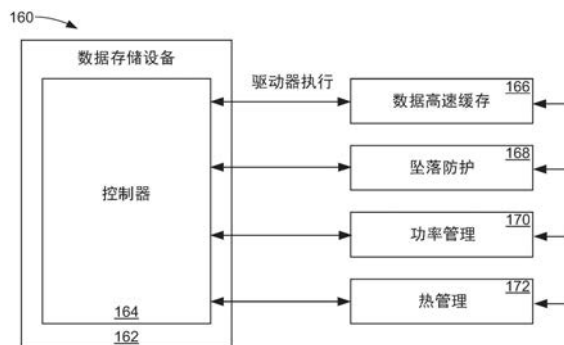 160
数据存储设备
驱动器执行
166
数据高速缓存
168
坠落防护
控制器
170
功率管理
172
热管理
164
162